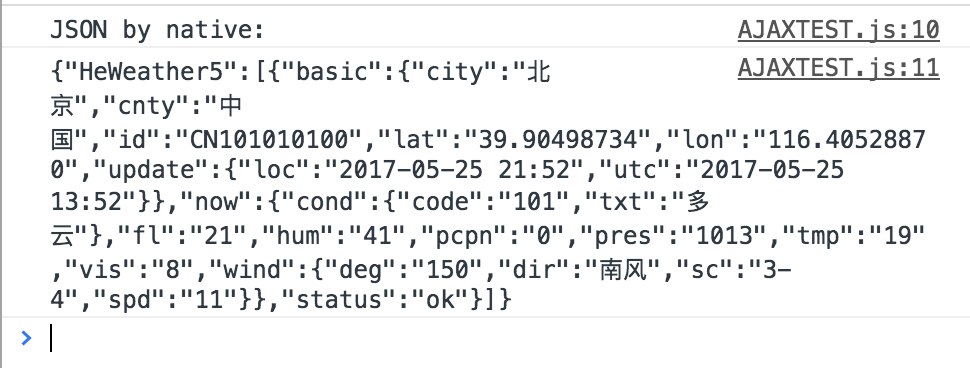 JSON by native: AJAXTEST.js:10
{"HeWeather5":[{"basic":{"city":"北 AJAXTEST.js:11
京","cnty":"中
国","id":"CN101010100","lat":"39.90498734","lon":"116.4052887
0","update":{"loc":"2017-05-25 21:52","utc":"2017-05-25
13:52"}},"now":{"cond":{"code":"101","txt":"多
云"},"fl":"21","hum":"41","pcpn":"0","pres":"1013","tmp":"19"
,"vis":"8","wind":{"deg":"150","dir":"南风","sc":"3-
4","spd":"11"}},"status":"ok"}]}
>